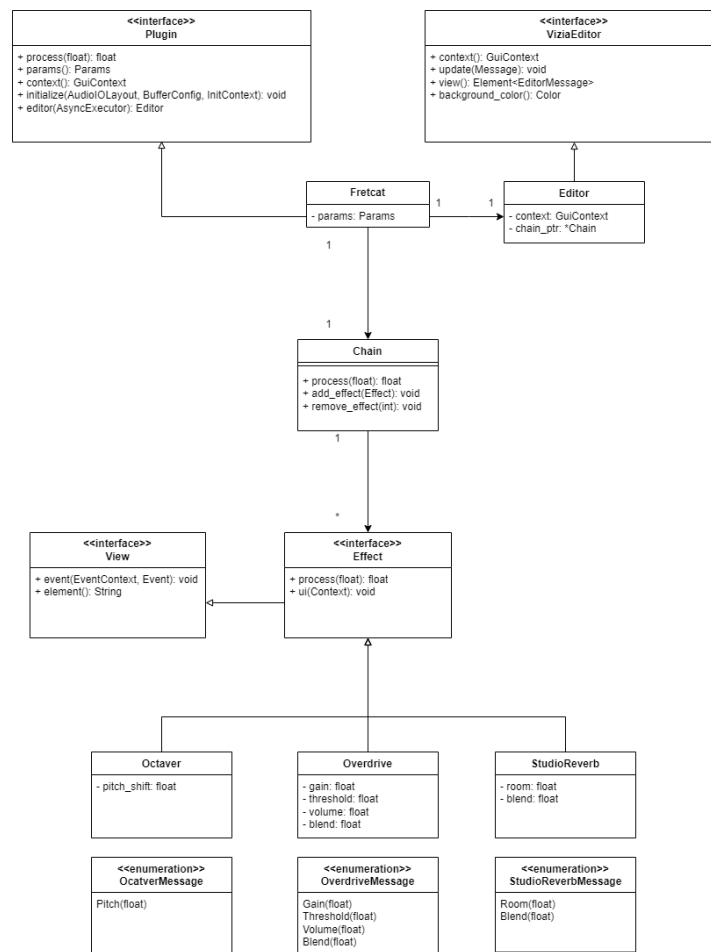 <<interface>>
Plugin
+ process(float): float
+ params(): Params
+ context(): GuiContext
+ initialize(AudioIOLayout, BufferConfig, InitContext): void
+ editor(AsyncExecutor): Editor
<<interface>>
ViziaEditor
+ context(): GuiContext
+ update(Message): void
+ view(): Element<EditorMessage>
+ background_color(): Color
Fretcat
- params: Params
1
1
Editor
- context: GuiContext
- chain_ptr: *Chain
1
1
Chain
+ process(float): float
+ add_effect(Effect): void
+ remove_effect(int): void
1
*
<<interface>>
View
+ event(EventContext, Event): void
+ element(): String
<<interface>>
Effect
+ process(float): float
+ ui(Context): void
Octaver
- pitch_shift: float
Overdrive
- gain: float
- threshold: float
- volume: float
- blend: float
StudioReverb
- room: float
- blend: float
<<enumeration>>
OcatverMessage
Pitch(float)
<<enumeration>>
OverdriveMessage
Gain(float)
Threshold(float)
Volume(float)
Blend(float)
<<enumeration>>
StudioReverbMessage
Room(float)
Blend(float)